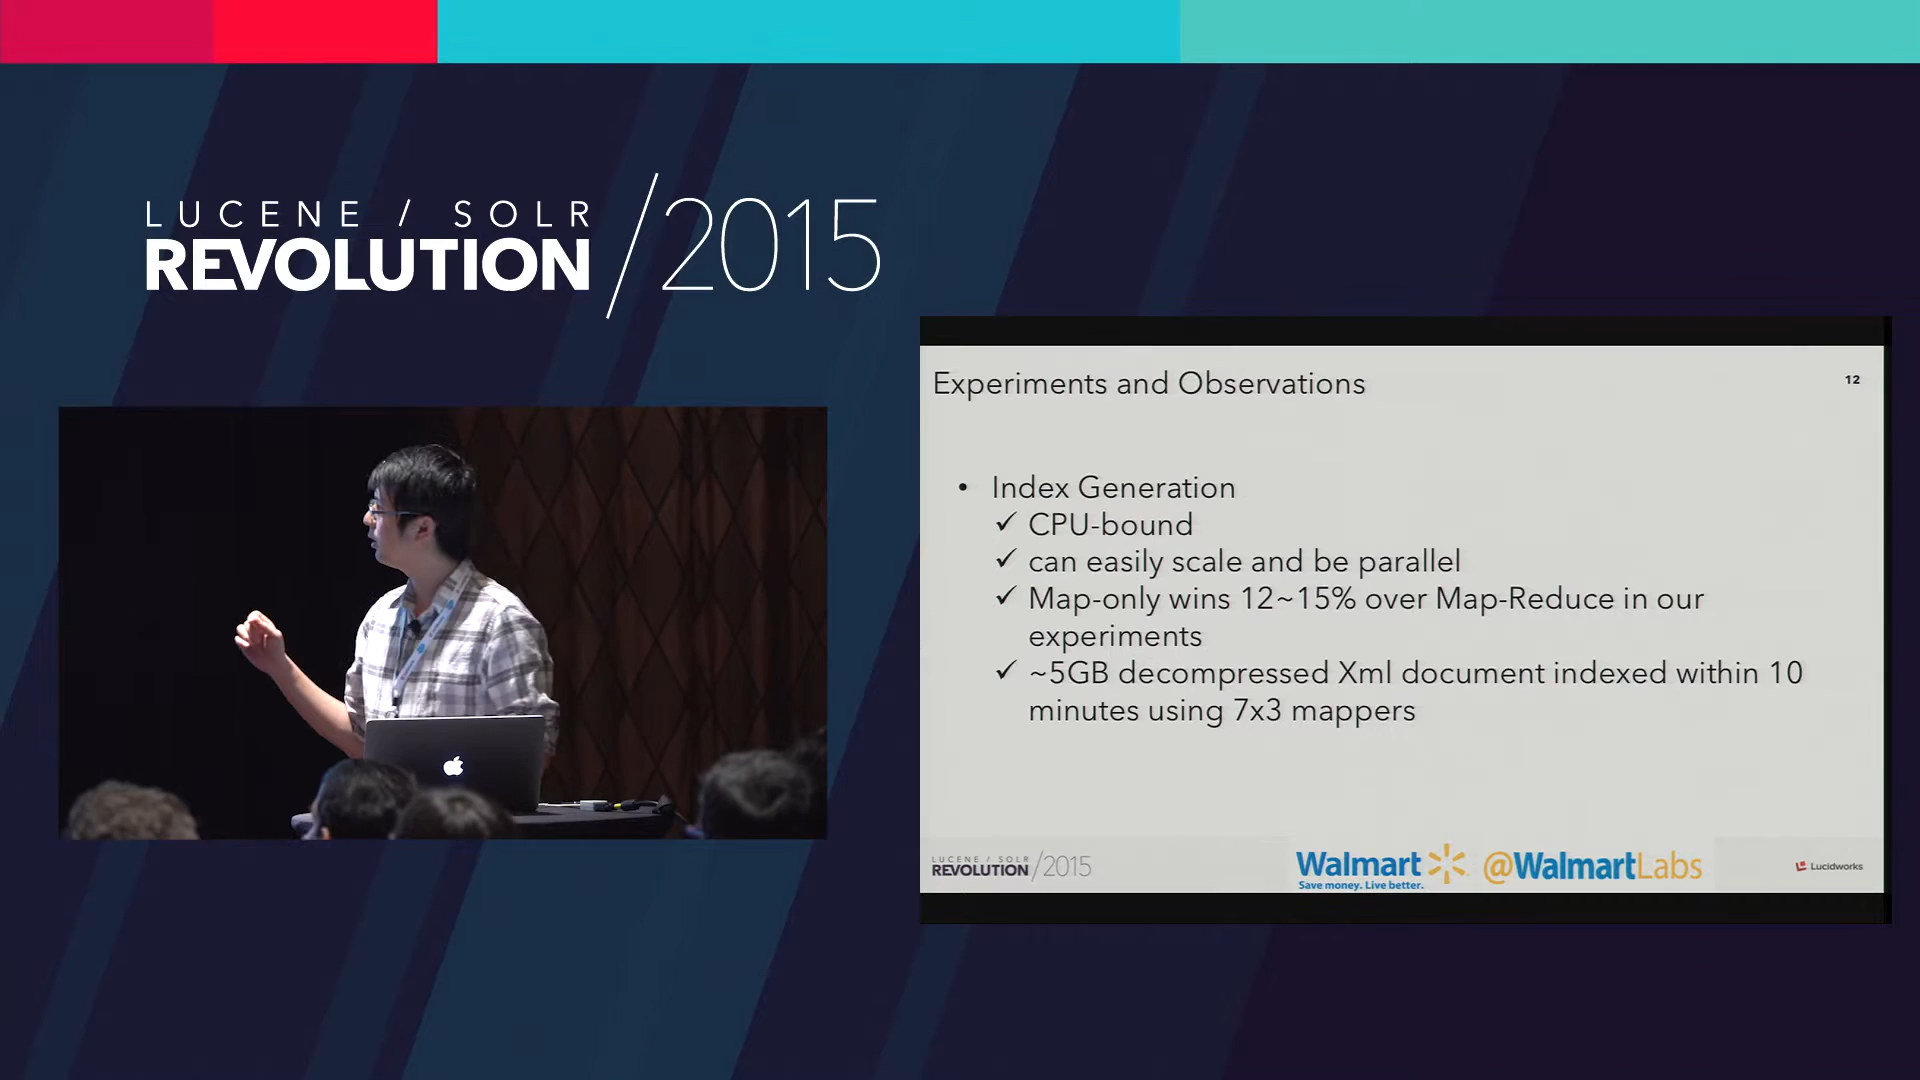 LUCENE / SOLR
REVOLUTION /2015
Experiments and Observations
12
• Index Generation
✓ CPU-bound
✓ can easily scale and be parallel
✓ Map-only wins 12~15% over Map-Reduce in our
experiments
✓ ~5GB decompressed Xml document indexed within 10
minutes using 7x3 mappers
LUCENE / SOLR
REVOLUTION /2015
Walmart
Save money. Live better.
@WalmartLabs
Lucidworks